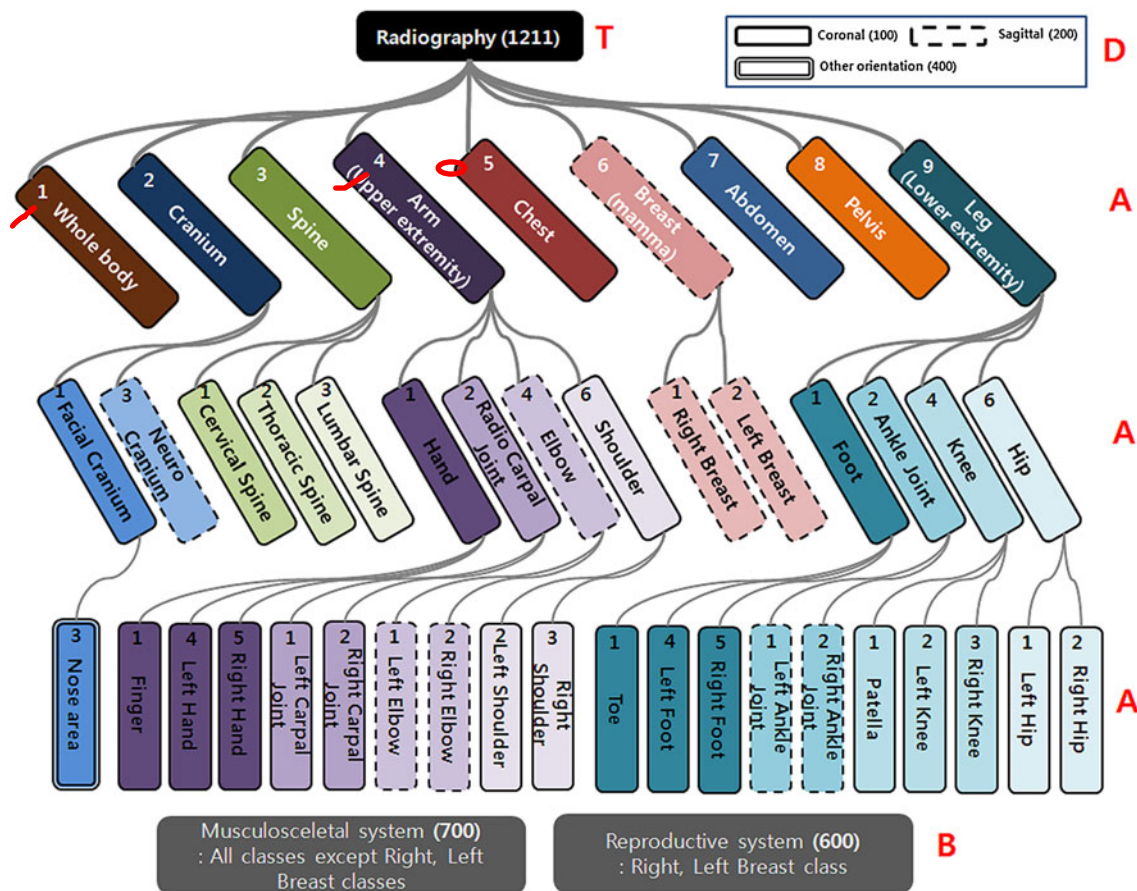 Radiography (1211)
T
Coronal (100)
Sagittal (200)
Other orientation (400)
D
1
Whole body
2
Cranium
3
Spine
4
Arm
(Upper extremity)
5
Chest
6
Breast
(mamma)
7
Abdomen
8
Pelvis
9
Leg
(Lower extremity)
A
1
Facial Cranium
3
Neuro
Cranium
1
Cervical Spine
2
Thoracic Spine
3
Lumbar Spine
1
Hand
2
Radio Carpal
Joint
4
Elbow
6
Shoulder
1
Right Breast
2
Left Breast
1
Foot
2
Ankle Joint
4
Knee
6
Hip
A
3
Nose area
1
Finger
4
Left Hand
5
Right Hand
1
Left Carpal
Joint
2
Right Carpal
Joint
1
Left Elbow
2
Right Elbow
2
Left Shoulder
3
Right
Shoulder
1
Toe
4
Left Foot
5
Right Foot
1
Left Ankle
Joint
2
Right Ankle
Joint
1
Patella
2
Left Knee
3
Right Knee
1
Left Hip
2
Right Hip
A
Musculosceletal system (700)
: All classes except Right, Left
Breast classes
Reproductive system (600)
: Right, Left Breast class
B